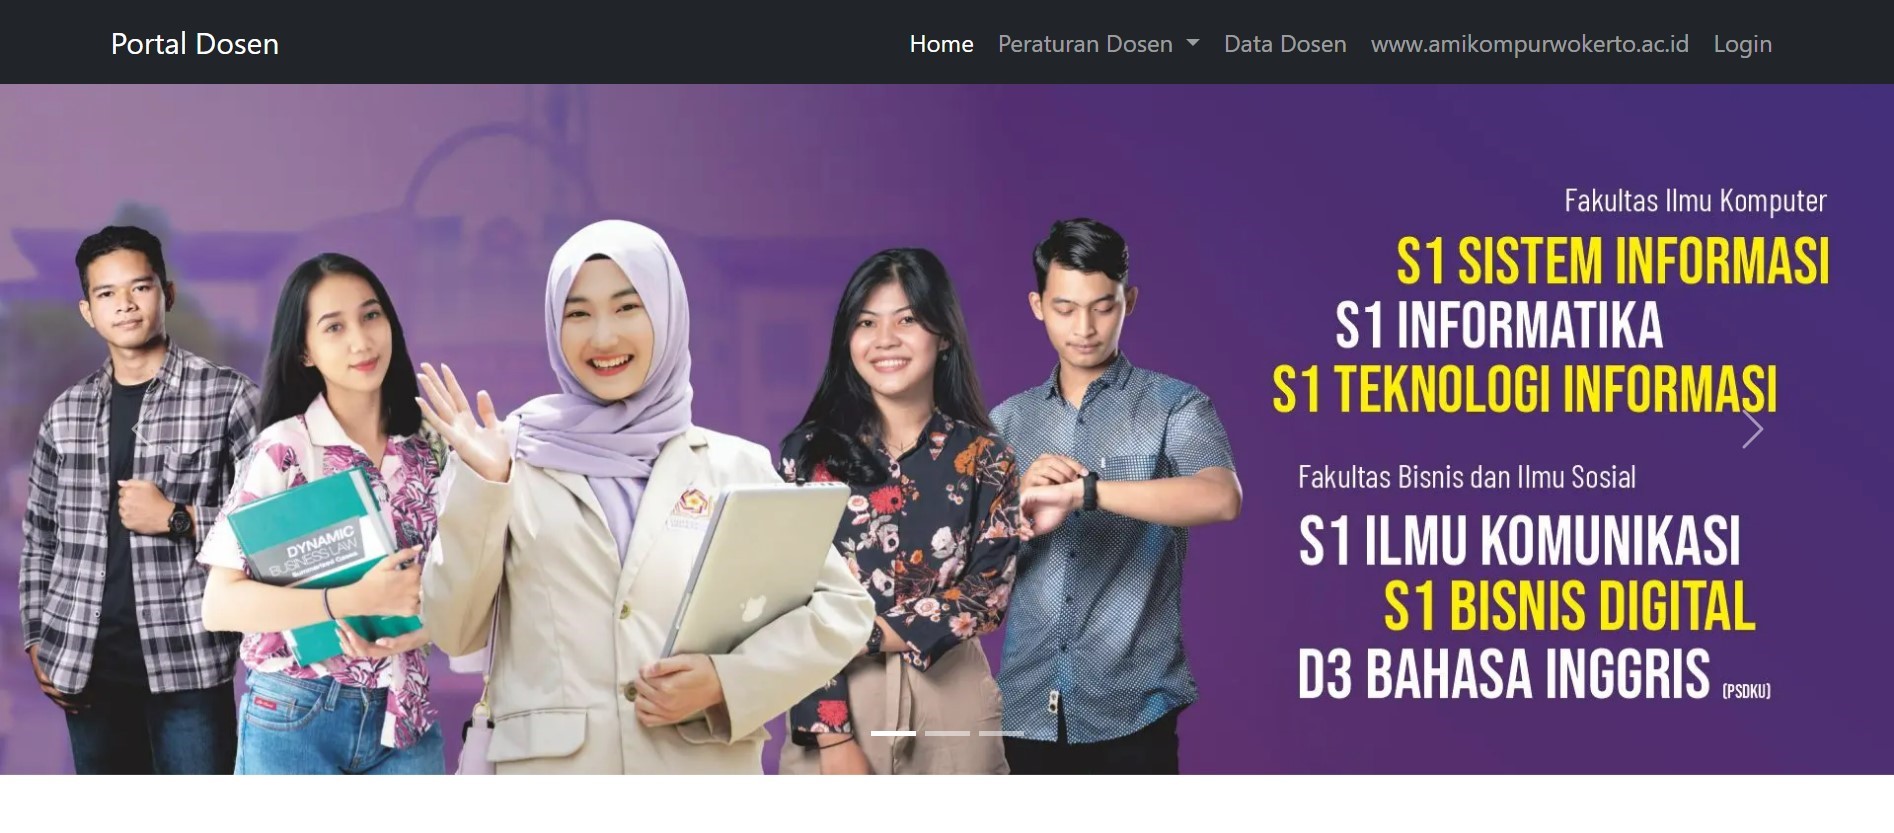 Portal Dosen
Home Peraturan Dosen Data Dosen www.amikompurwokerto.ac.id Login
Fakultas Ilmu Komputer
S1 SISTEM INFORMASI
S1 INFORMATIKA
S1 TEKNOLOGI INFORMASI
Fakultas Bisnis dan Ilmu Sosial
S1 ILMU KOMUNIKASI
S1 BISNIS DIGITAL
D3 BAHASA INGGRIS (PSDKU)
DYNAMIC
BUSINESS LAW
Summarised Cases